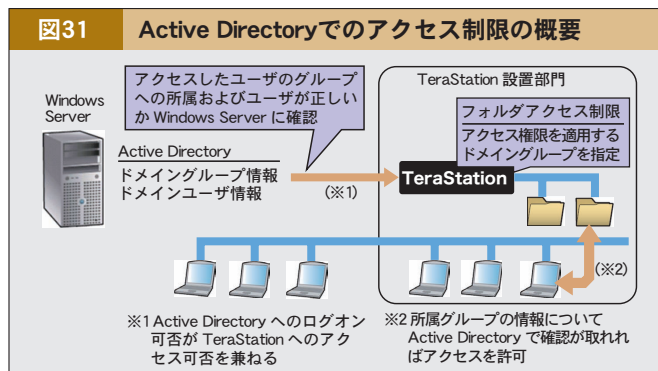 図31
Active Directoryでのアクセス制限の概要
アクセスしたユーザのグループ
への所属およびユーザが正しい
か Windows Server に確認
TeraStation 設置部門
Windows
Server
フォルダアクセス制限
アクセス権限を適用する
ドメイングループを指定
Active Directory
ドメイングループ情報
ドメインユーザ情報
(※1)
TeraStation
(※2)
※1 Active Directory へのログオン
可否が TeraStation へのアク
セス可否を兼ねる
※2 所属グループの情報について
Active Directory で確認が取れれ
ばアクセスを許可